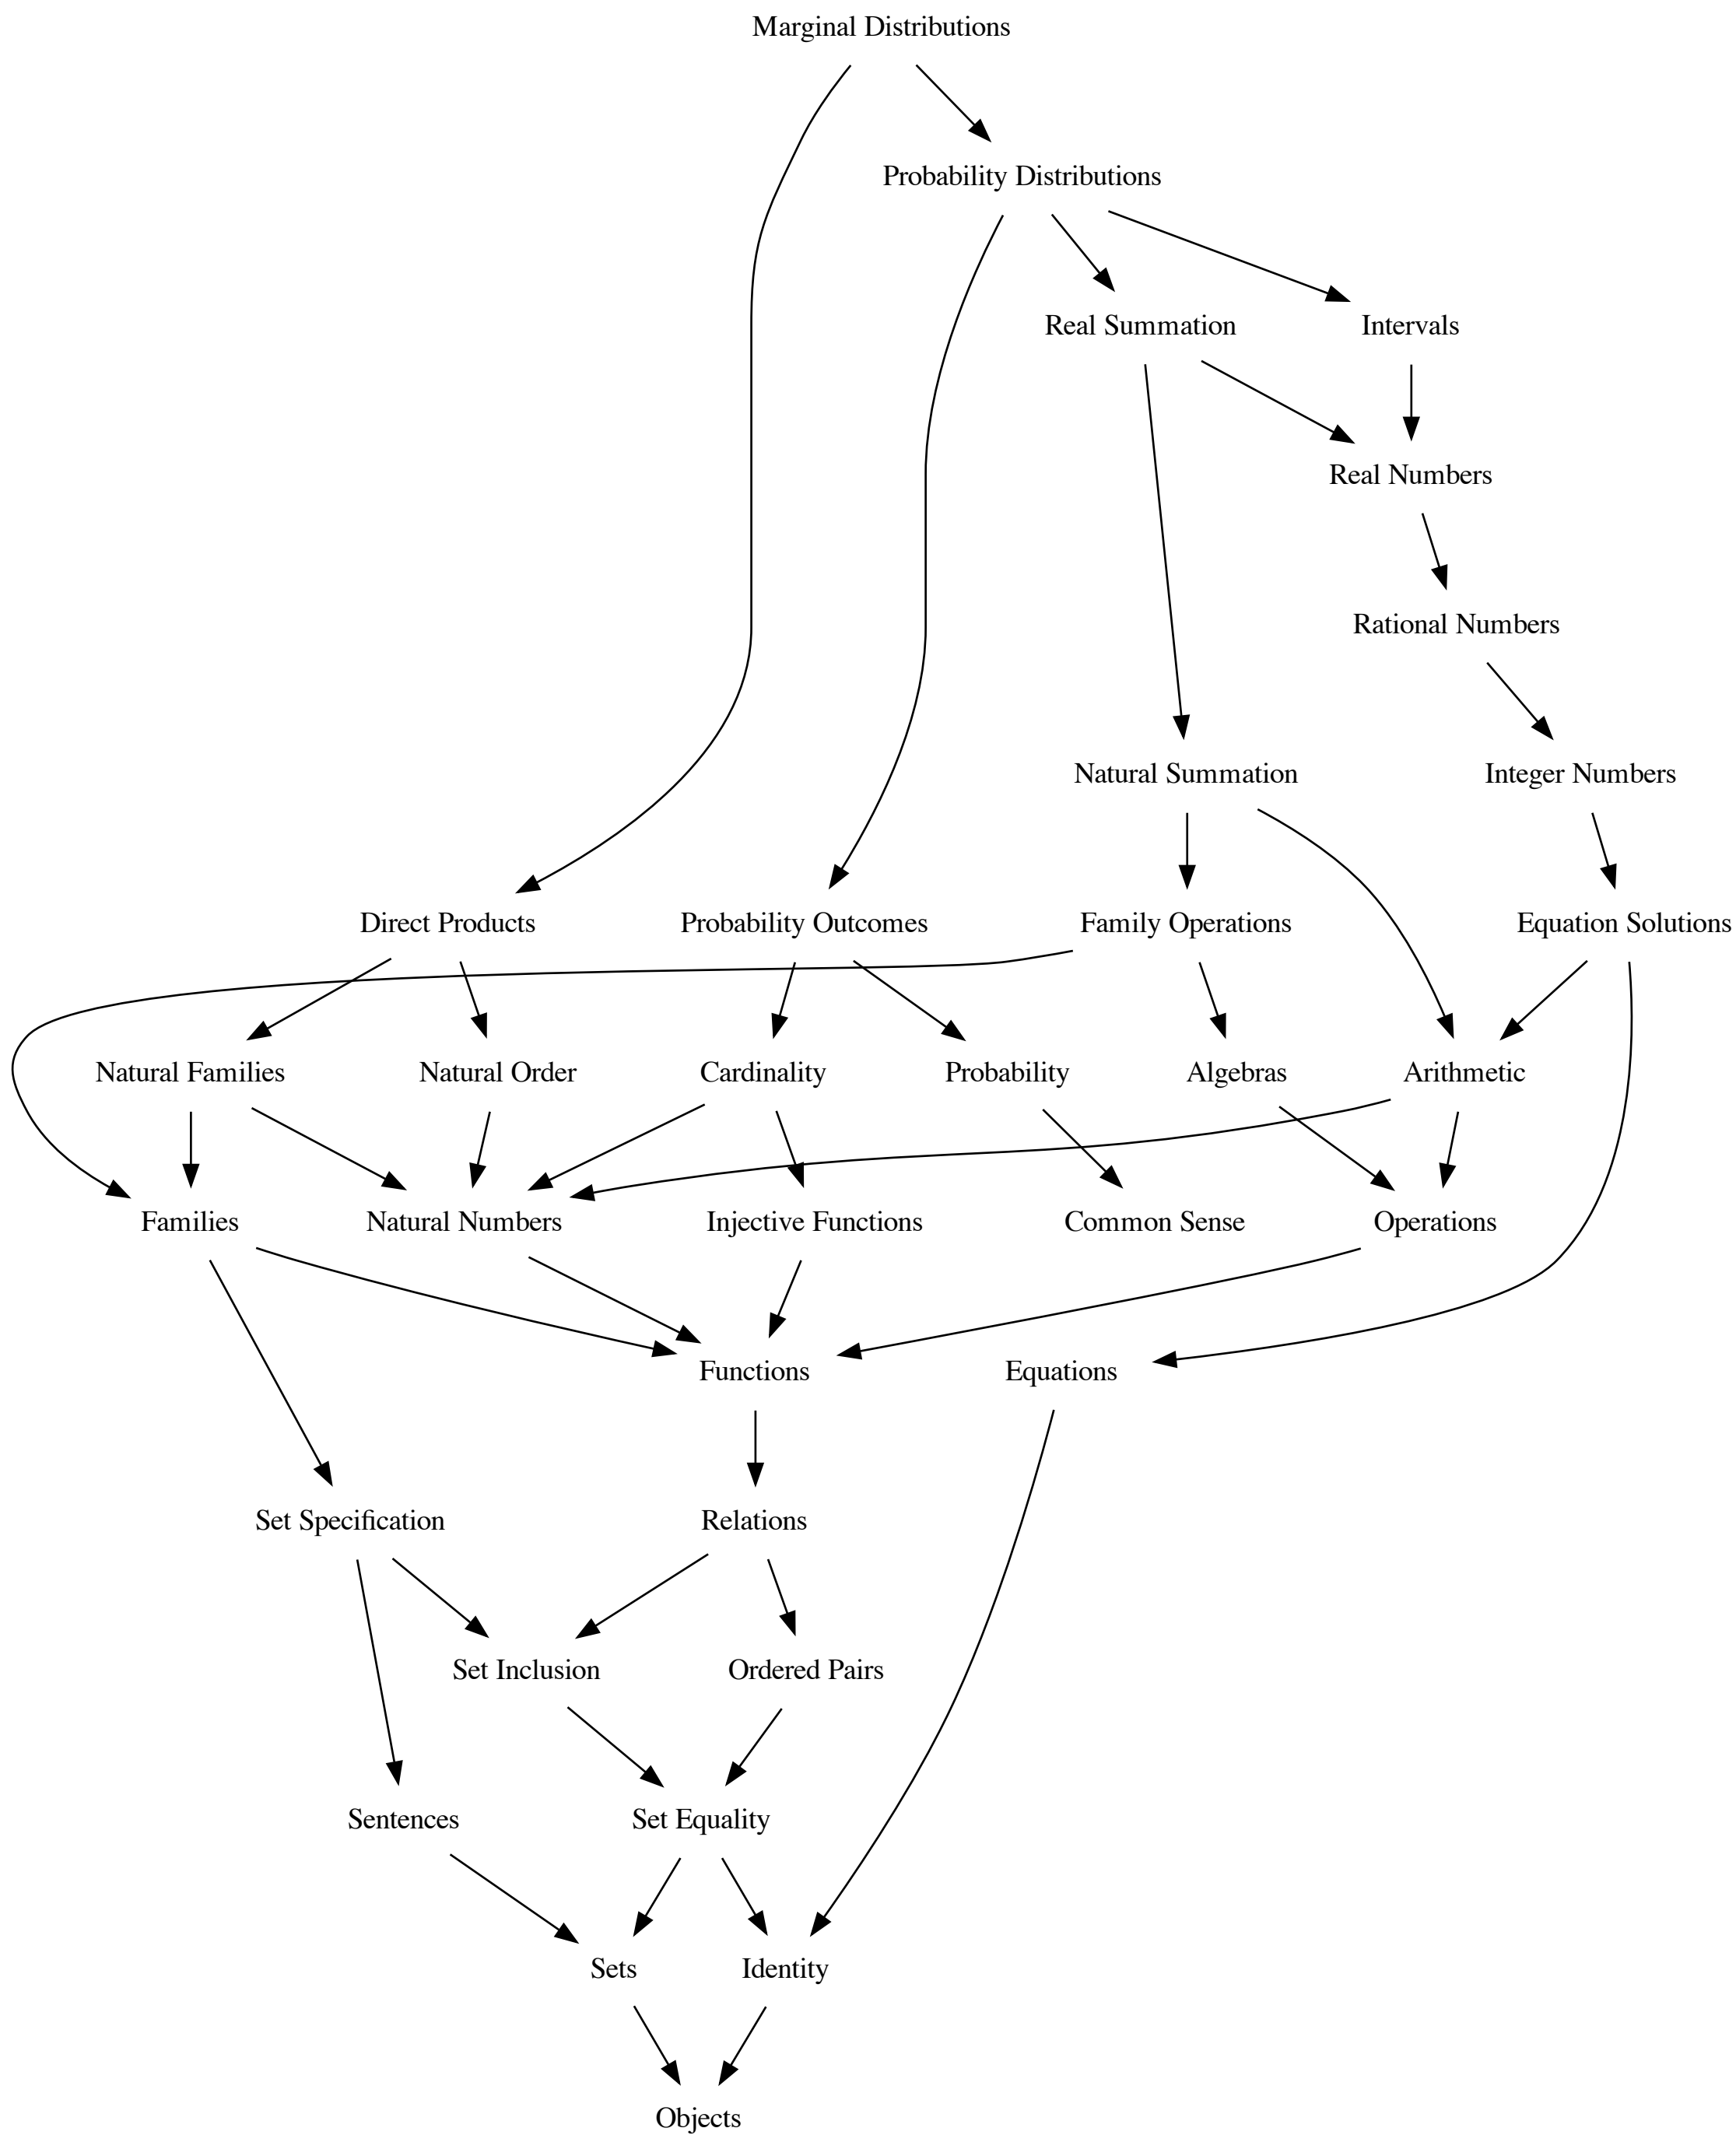 Marginal Distributions
Probability Distributions
Real Summation
Intervals
Real Numbers
Rational Numbers
Natural Summation
Integer Numbers
Direct Products
Probability Outcomes
Family Operations
Equation Solutions
Natural Families
Natural Order
Cardinality
Probability
Algebras
Arithmetic
Families
Natural Numbers
Injective Functions
Common Sense
Operations
Functions
Equations
Set Specification
Relations
Set Inclusion
Ordered Pairs
Sentences
Set Equality
Sets
Identity
Objects